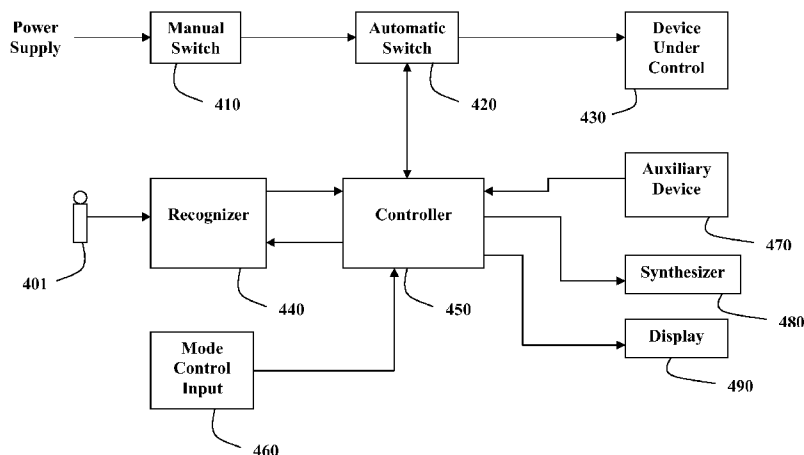 Power
Supply
Manual
Switch
Automatic
Switch
Device
Under
Control
410
420
430
Recognizer
Controller
Auxiliary
Device
401
440
450
470
Synthesizer
480
Mode
Control
Input
Display
490
460